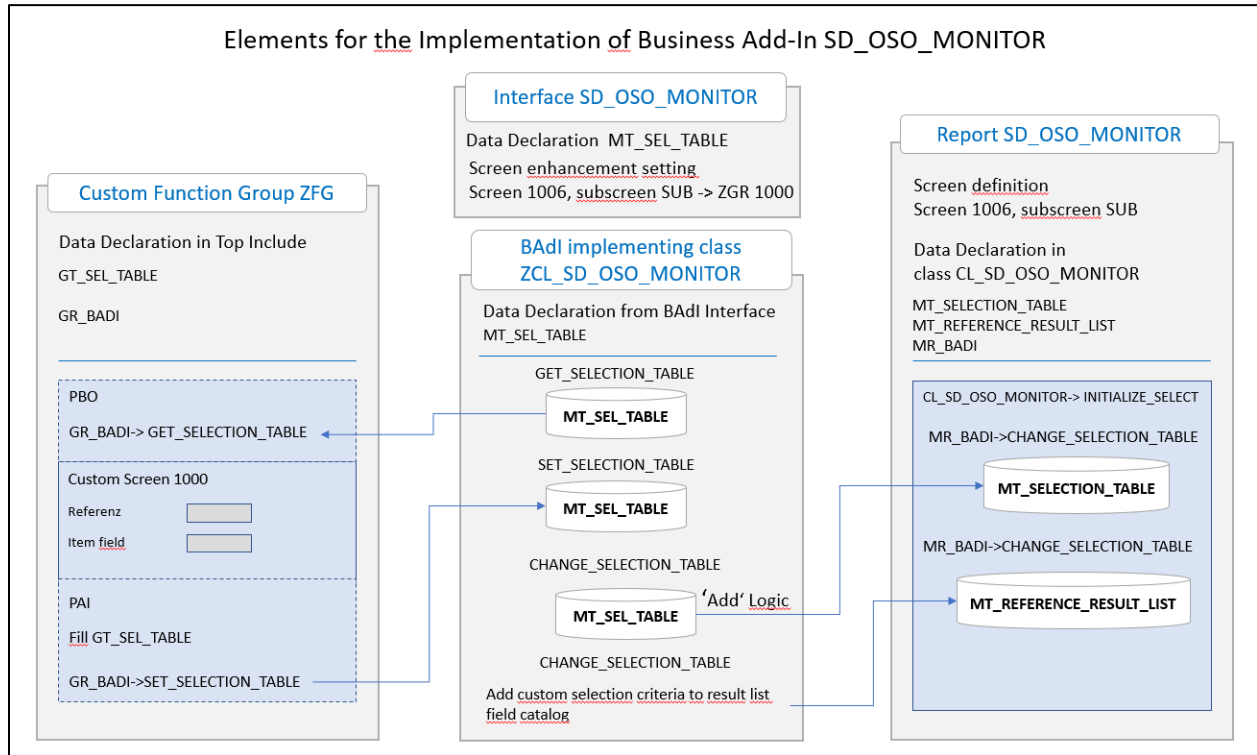 Elements for the Implementation of Business Add-In SD_OSO_MONITOR
Interface SD_OSO_MONITOR
Data Declaration MT_SEL_TABLE
Screen enhancement setting
Screen 1006, subscreen SUB -> ZGR 1000
Custom Function Group ZFG
Data Declaration in Top Include
GT_SEL_TABLE
GR_BADI
PBO
GR_BADI-> GET_SELECTION_TABLE
Custom Screen 1000
Referenz
Item field
PAI
Fill GT_SEL_TABLE
GR_BADI->SET_SELECTION_TABLE
BAdI implementing class
ZCL_SD_OSO_MONITOR
Data Declaration from BAdI Interface
MT_SEL_TABLE
GET_SELECTION_TABLE
MT_SEL_TABLE
SET_SELECTION_TABLE
MT_SEL_TABLE
CHANGE_SELECTION_TABLE
MT_SEL_TABLE
‘Add’ Logic
CHANGE_SELECTION_TABLE
Add custom selection criteria to result list
field catalog
Report SD_OSO_MONITOR
Screen definition
Screen 1006, subscreen SUB
Data Declaration in
class CL_SD_OSO_MONITOR
MT_SELECTION_TABLE
MT_REFERENCE_RESULT_LIST
MR_BADI
CL_SD_OSO_MONITOR-> INITIALIZE_SELECT
MR_BADI->CHANGE_SELECTION_TABLE
MT_SELECTION_TABLE
MR_BADI->CHANGE_SELECTION_TABLE
MT_REFERENCE_RESULT_LIST